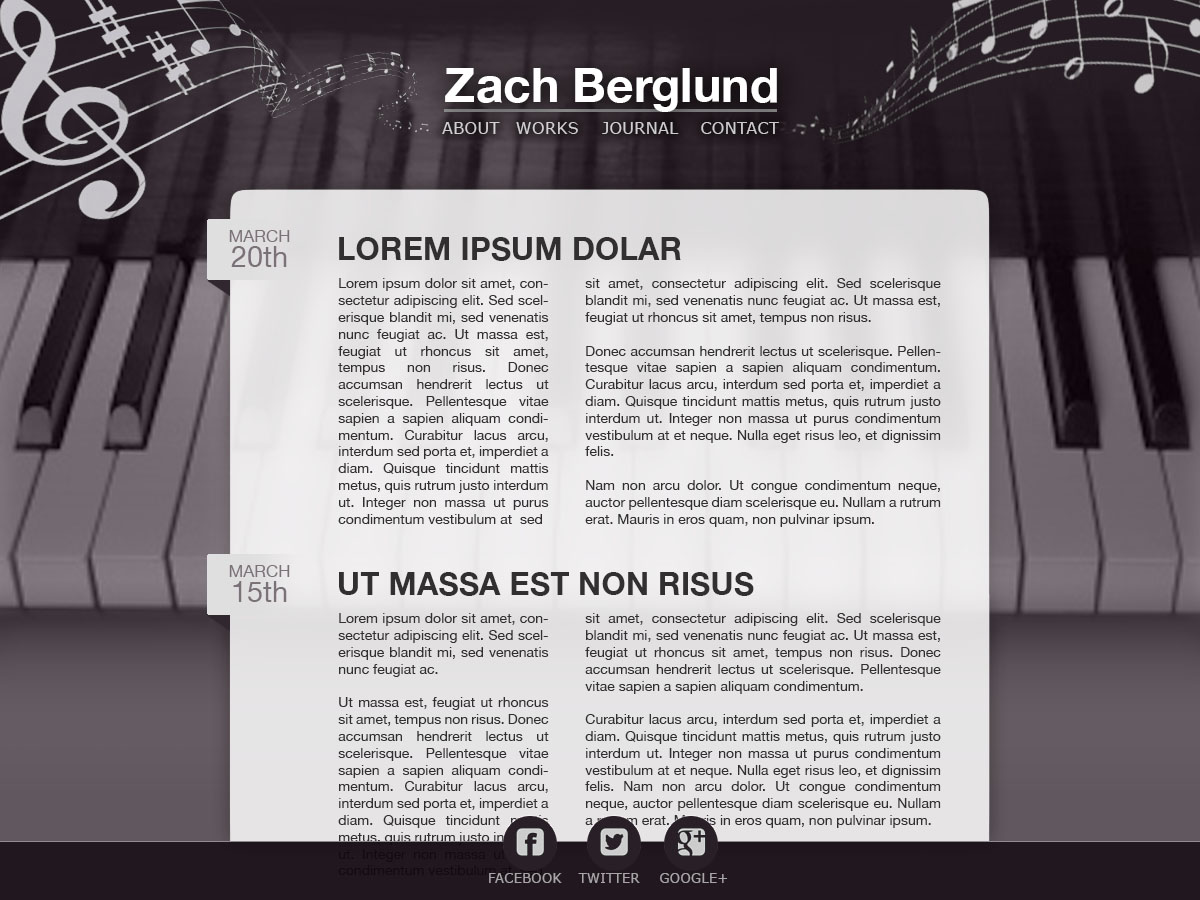 Zach Berglund
ABOUT WORKS JOURNAL CONTACT
MARCH
20th
LOREM IPSUM DOLAR
Lorem ipsum dolor sit amet, con-
sectetur adipiscing elit. Sed scel-
erisque blandit mi, sed venenatis
nunc feugiat ac. Ut massa est,
feugiat ut rhoncus sit amet,
tempus non risus. Donec
accumsan hendrerit lectus ut
scelerisque. Pellentesque vitae
sapien a sapien aliquam condi-
mentum. Curabitur lacus arcu,
interdum sed porta et, imperdiet a
diam. Quisque tincidunt mattis
metus, quis rutrum justo interdum
ut. Integer non massa ut purus
condimentum vestibulum at sed
sit amet, consectetur adipiscing elit. Sed scelerisque
blandit mi, sed venenatis nunc feugiat ac. Ut massa est,
feugiat ut rhoncus sit amet, tempus non risus.
Donec accumsan hendrerit lectus ut scelerisque. Pellen-
tesque vitae sapien a sapien aliquam condimentum.
Curabitur lacus arcu, interdum sed porta et, imperdiet a
diam. Quisque tincidunt mattis metus, quis rutrum justo
interdum ut. Integer non massa ut purus condimentum
vestibulum at et neque. Nulla eget risus leo, et dignissim
felis.
Nam non arcu dolor. Ut congue condimentum neque,
auctor pellentesque diam scelerisque eu. Nullam a rutrum
erat. Mauris in eros quam, non pulvinar ipsum.
MARCH
15th
UT MASSA EST NON RISUS
Lorem ipsum dolor sit amet, con-
sectetur adipiscing elit. Sed scel-
erisque blandit mi, sed venenatis
nunc feugiat ac.
Ut massa est, feugiat ut rhoncus
sit amet, tempus non risus. Donec
accumsan hendrerit lectus ut
scelerisque. Pellentesque vitae
sapien a sapien aliquam condi-
mentum. Curabitur lacus arcu,
interdum sed porta et, imperdiet a
diam. Quisque tincidunt
metus, quis rutrum justo
ut. Integer non massa ut
condimentum vestibulum
sit amet, consectetur adipiscing elit. Sed scelerisque
blandit mi, sed venenatis nunc feugiat ac. Ut massa est,
feugiat ut rhoncus sit amet, tempus non risus. Donec
accumsan hendrerit lectus ut scelerisque. Pellentesque
vitae sapien a sapien aliquam condimentum.
Curabitur lacus arcu, interdum sed porta et, imperdiet a
diam. Quisque tincidunt mattis metus, quis rutrum justo
interdum ut. Integer non massa ut purus condimentum
vestibulum at et neque. Nulla eget risus leo, et dignissim
felis. Nam non arcu dolor. Ut congue condimentum
neque, auctor pellentesque diam scelerisque eu. Nullam
a erat. in eros quam, non pulvinar ipsum.
f g+
FACEBOOK TWITTER GOOGLE+